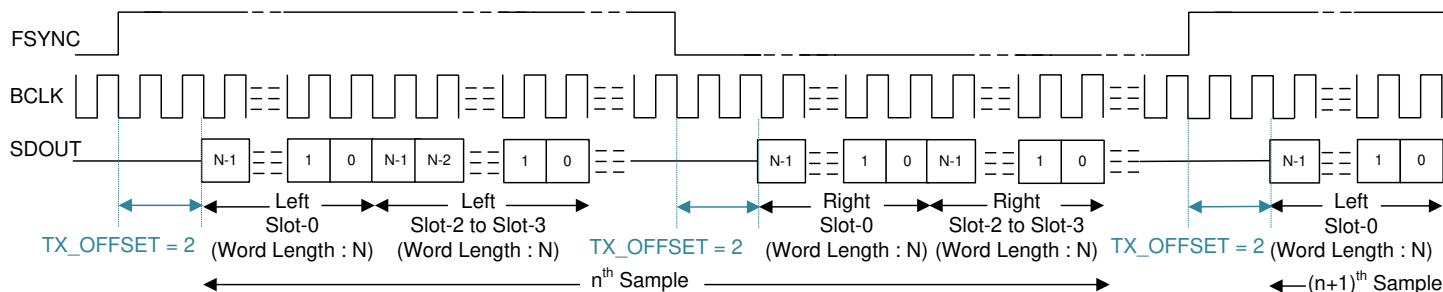 FSYNC
BCLK
SDOUT
N-1 1 0 N-1 N-2 1 0 N-1 1 0 N-1 1 0 N-1 1 0
Left Left Right Right Left
Slot-0 Slot-2 to Slot-3 Slot-0 Slot-2 to Slot-3 Slot-0
TX_OFFSET = 2 (Word Length : N) (Word Length : N) TX_OFFSET = 2 (Word Length : N) (Word Length : N) TX_OFFSET = 2 (Word Length : N)
nth Sample (n+1)th Sample